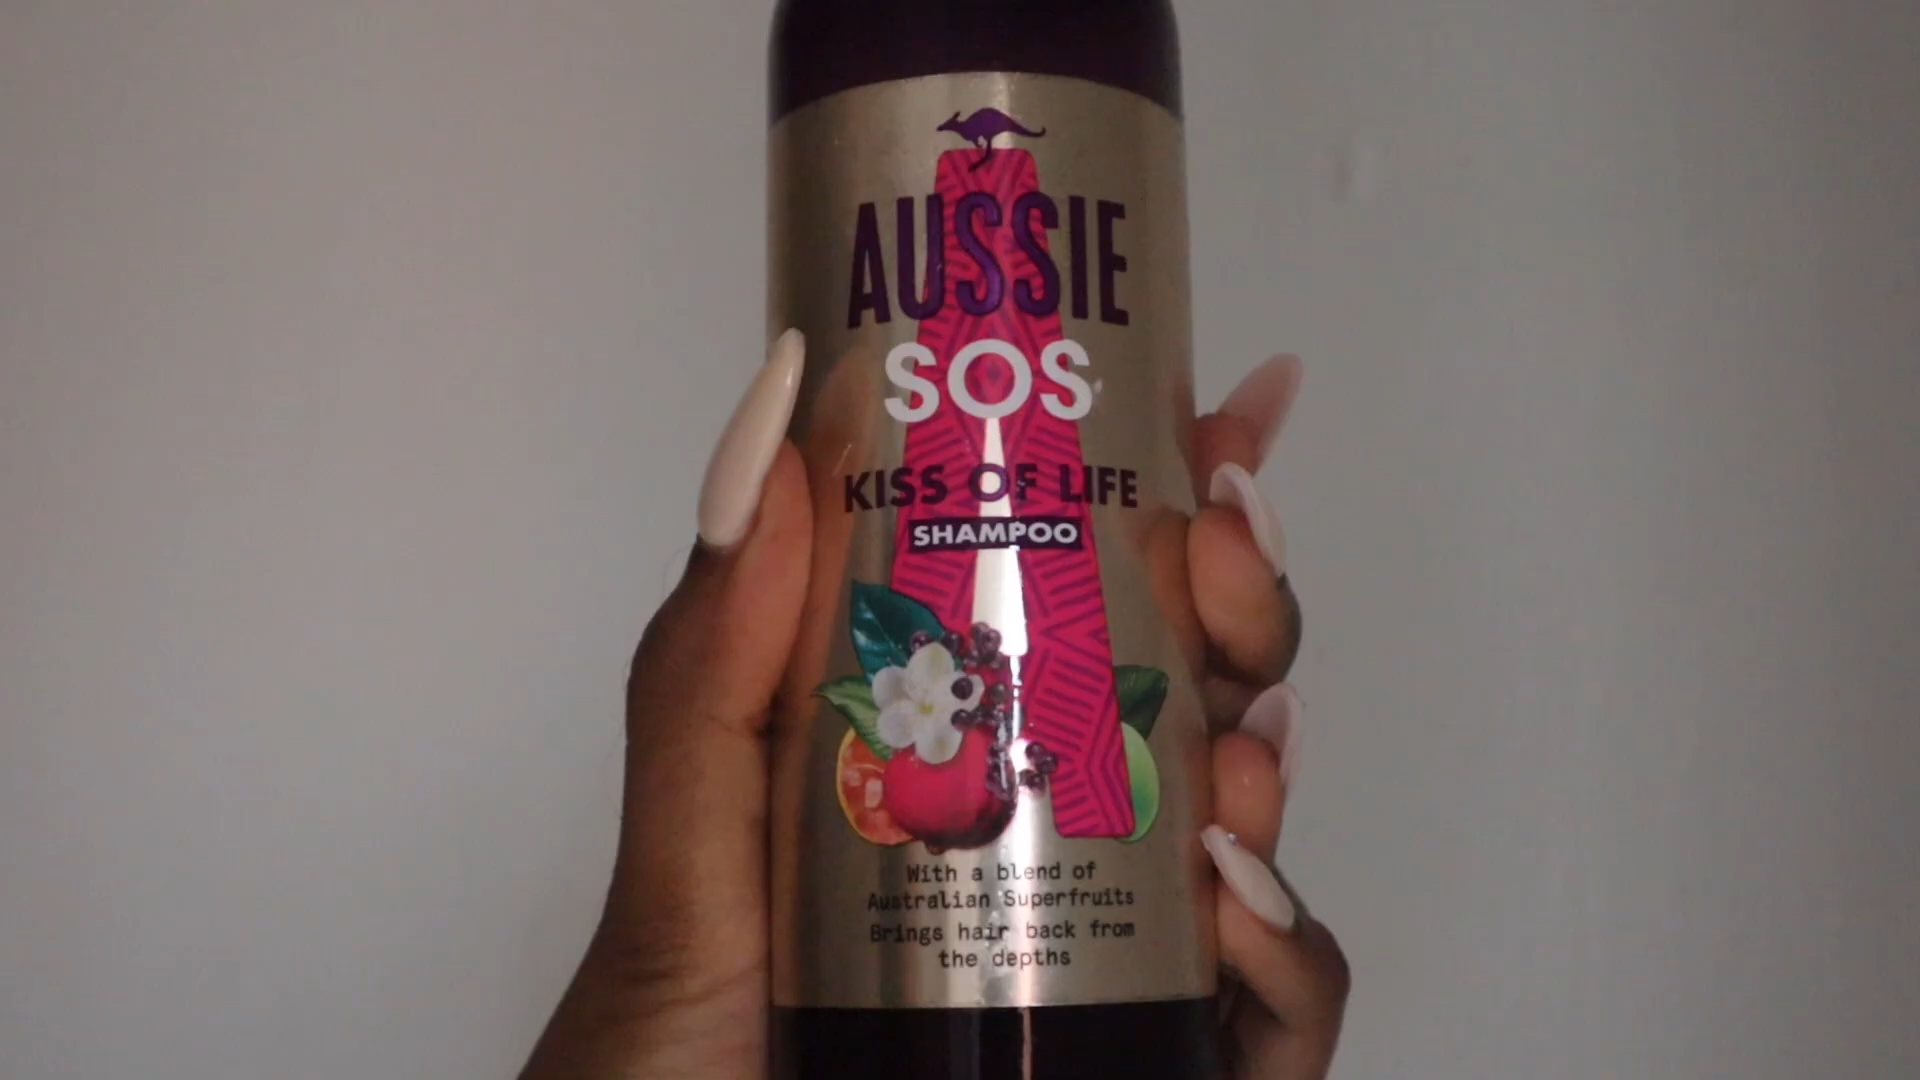 AUSSIE
SOS
KISS OF LIFE
SHAMPOO
With a blend of
Australian Superfruits
Brings hair back from
the depths